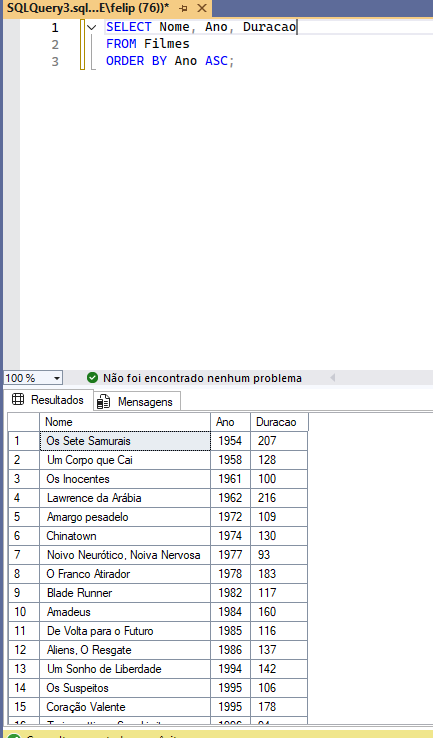 SQLQuery3.sql...E\felip (76))*
1 SELECT Nome, Ano, Duracao
2 FROM Filmes
3 ORDER BY Ano ASC;
100 % Não foi encontrado nenhum problema
Resultados Mensagens
Nome Ano Duracao
1 Os Sete Samurais 1954 207
2 Um Corpo que Cai 1958 128
3 Os Inocentes 1961 100
4 Lawrence da Arábia 1962 216
5 Amargo pesadelo 1972 109
6 Chinatown 1974 130
7 Noivo Neurótico, Noiva Nervosa 1977 93
8 O Franco Atirador 1978 183
9 Blade Runner 1982 117
10 Amadeus 1984 160
11 De Volta para o Futuro 1985 116
12 Aliens, O Resgate 1986 137
13 Um Sonho de Liberdade 1994 142
14 Os Suspeitos 1995 106
15 Coração Valente 1995 178